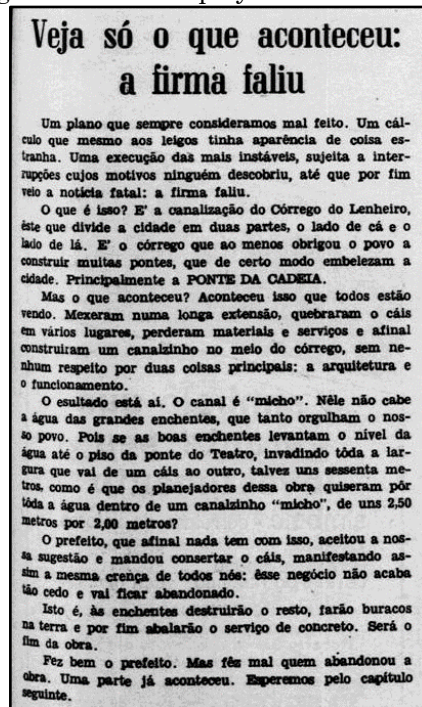 Veja só o que aconteceu:
a firma faliu
Um plano que sempre consideramos mal feito. Um cál-
culo que mesmo aos leigos tinha aparência de coisa es-
tranha. Uma execução das mais instáveis, sujeita a inter-
rupções cujos motivos ninguém descobriu, até que por fim
veio a notícia fatal: a firma faliu.
O que é isso? E' a canalização do Córrego do Lenheiro,
êste que divide a cidade em duas partes, o lado de cá e o
lado de lá. E' o córrego que ao menos obrigou o povo a
construir muitas pontes, que de certo modo embelezam a
cidade. Principalmente a PONTE DA CADEIA.
Mas o que aconteceu? Aconteceu isso que todos estão
vendo. Mexeram numa longa extensão, quebraram o cáis
em vários lugares, perderam materiais e serviços e afinal
construiram um canalzinho no meio do córrego, sem ne-
nhum respeito por duas coisas principais: a arquitetura e
o funcionamento.
O esultado está aí. O canal é “micho”. Nêle não cabe
a água das grandes enchentes, que tanto orgulham o nos-
so povo. Pois se as boas enchentes levantam o nível da
água até o piso da ponte do Teatro, invadindo tôda a lar-
gura que vai de um cáis ao outro, talvez uns sessenta me-
tros, como é que os planejadores dessa obra quiseram pôr
tôda a água dentro de um canalzinho “micho”, de uns 2,50
metros por 2,00 metros?
O prefeito, que afinal nada tem com isso, aceitou a nos-
sa sugestão e mandou consertar o cáis, manifestando as-
sim a mesma crença de todos nós: êsse negócio não acaba
tão cedo e vai ficar abandonado.
Isto é, às enchentes destruirão o resto, farão buracos
na terra e por fim abalarão o serviço de concreto. Será o
fim da obra.
Fez bem o prefeito. Mas fêz mal quem abandonou a
obra. Uma parte já aconteceu. Esperemos pelo capítulo
seguinte.